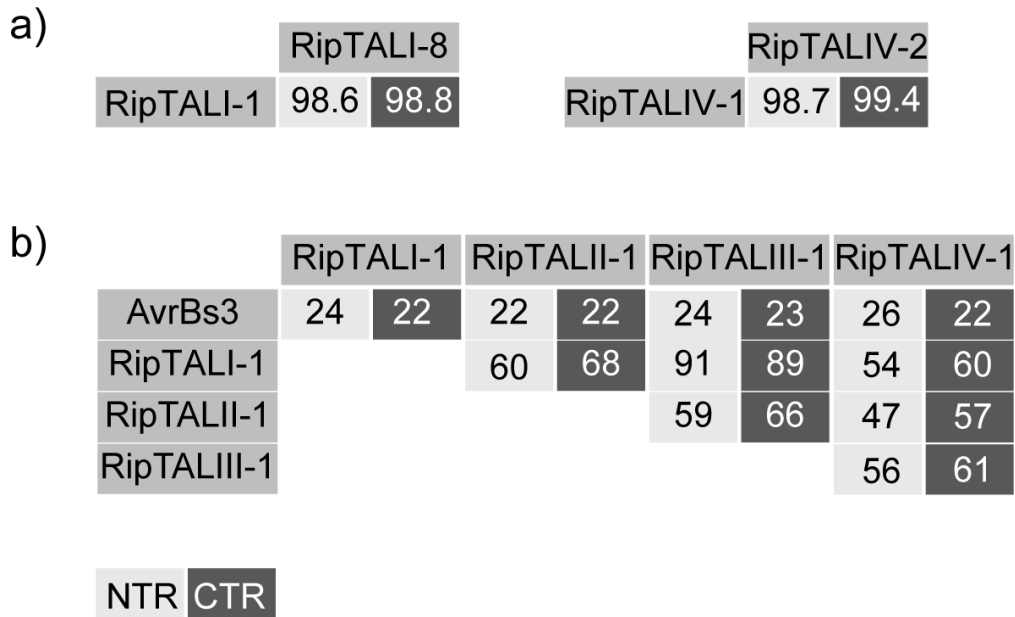 a)
RipTALI-8
RipTALI-1 98.6 98.8
RipTALIV-2
RipTALIV-1 98.7 99.4
b)
RipTALI-1 RipTALII-1 RipTALIII-1 RipTALIV-1
AvrBs3 24 22 22 22 24 23 26 22
RipTALI-1 60 68 91 89 54 60
RipTALII-1 59 66 47 57
RipTALIII-1 56 61
NTR CTR